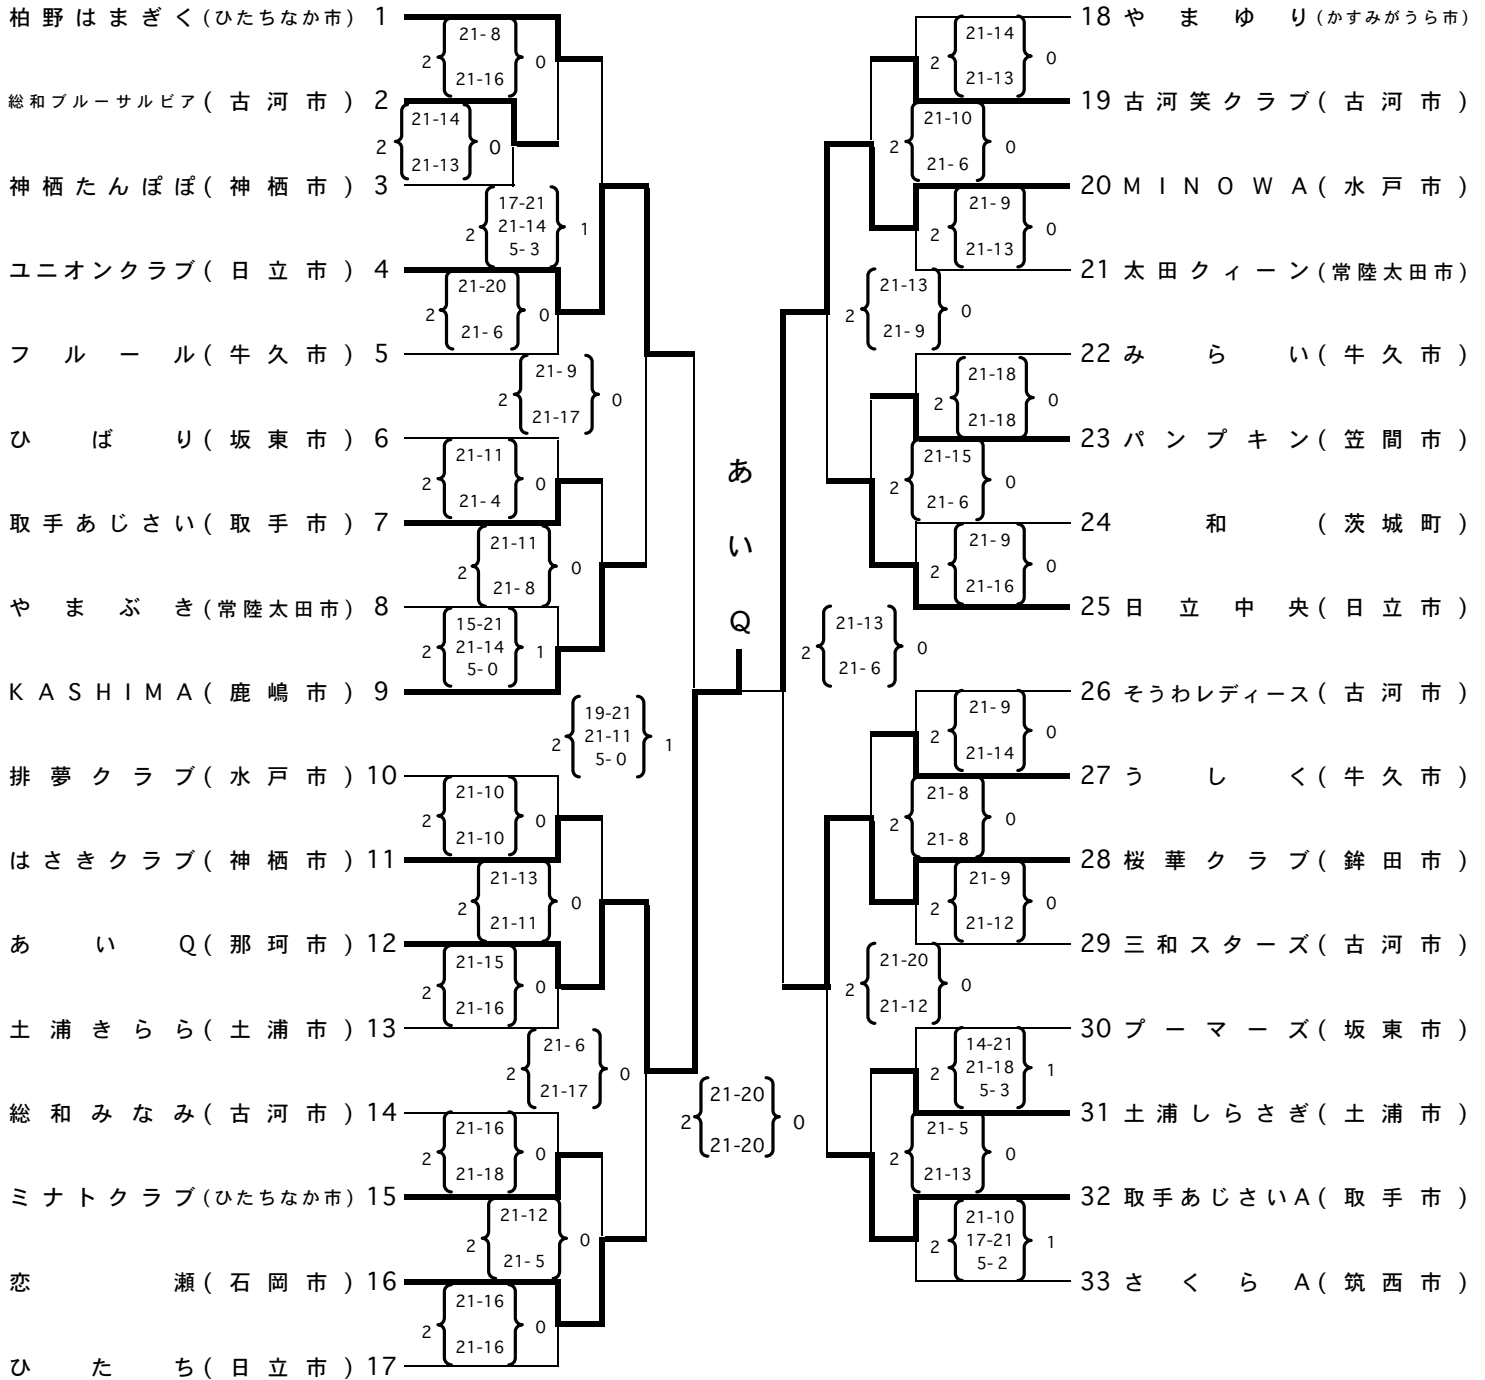 柏野はまぎく(ひたちなか市) 1
21- 8
2 0
21-16
総和ブルーサルビア(古河市) 2
21-14
2 0
21-13
神栖たんぽぽ(神栖市) 3
17-21
21-14
2 1
5- 3
ユニオンクラブ(日立市) 4
21-20
2 0
21- 6
フルール(牛久市) 5
21- 9
2 0
21-17
ひばり(坂東市) 6
21-11
2 0
21- 4
取手あじさい(取手市) 7
21-11
2 0
21- 8
やまぶき(常陸太田市) 8
15-21
21-14
2 1
5- 0
KASHIMA(鹿嶋市) 9
19-21
21-11
2 1
5- 0
排夢クラブ(水戸市) 10
21-10
2 0
21-10
はさきクラブ(神栖市) 11
21-13
2 0
21-11
あいQ(那珂市) 12
21-15
2 0
21-16
土浦きらら(土浦市) 13
21- 6
2 0
21-17
総和みなみ(古河市) 14
21-16
2 0
21-18
ミナトクラブ(ひたちなか市) 15
21-12
2 0
21- 5
恋瀬(石岡市) 16
21-16
2 0
21-16
ひたち(日立市) 17
あいQ
21-20
2 0
21-20
18 やまゆり(かすみがうら市)
21-14
2 0
21-13
19 古河笑クラブ(古河市)
21-10
2 0
21- 6
20 MINOWA(水戸市)
21- 9
2 0
21-13
21 太田クィーン(常陸太田市)
21-13
2 0
21- 9
22 みらい(牛久市)
21-18
2 0
21-18
23 パンプキン(笠間市)
21-15
2 0
21- 6
24 和(茨城町)
21- 9
2 0
21-16
25 日立中央(日立市)
21-13
2 0
21- 6
26 そうわレディース(古河市)
21- 9
2 0
21-14
27 うしく(牛久市)
21- 8
2 0
21- 8
28 桜華クラブ(鉾田市)
21- 9
2 0
21-12
29 三和スターズ(古河市)
21-20
2 0
21-12
30 プーマーズ(坂東市)
14-21
21-18
2 1
5- 3
31 土浦しらさぎ(土浦市)
21- 5
2 0
21-13
32 取手あじさいA(取手市)
21-10
17-21
2 1
5- 2
33 さくらA(筑西市)